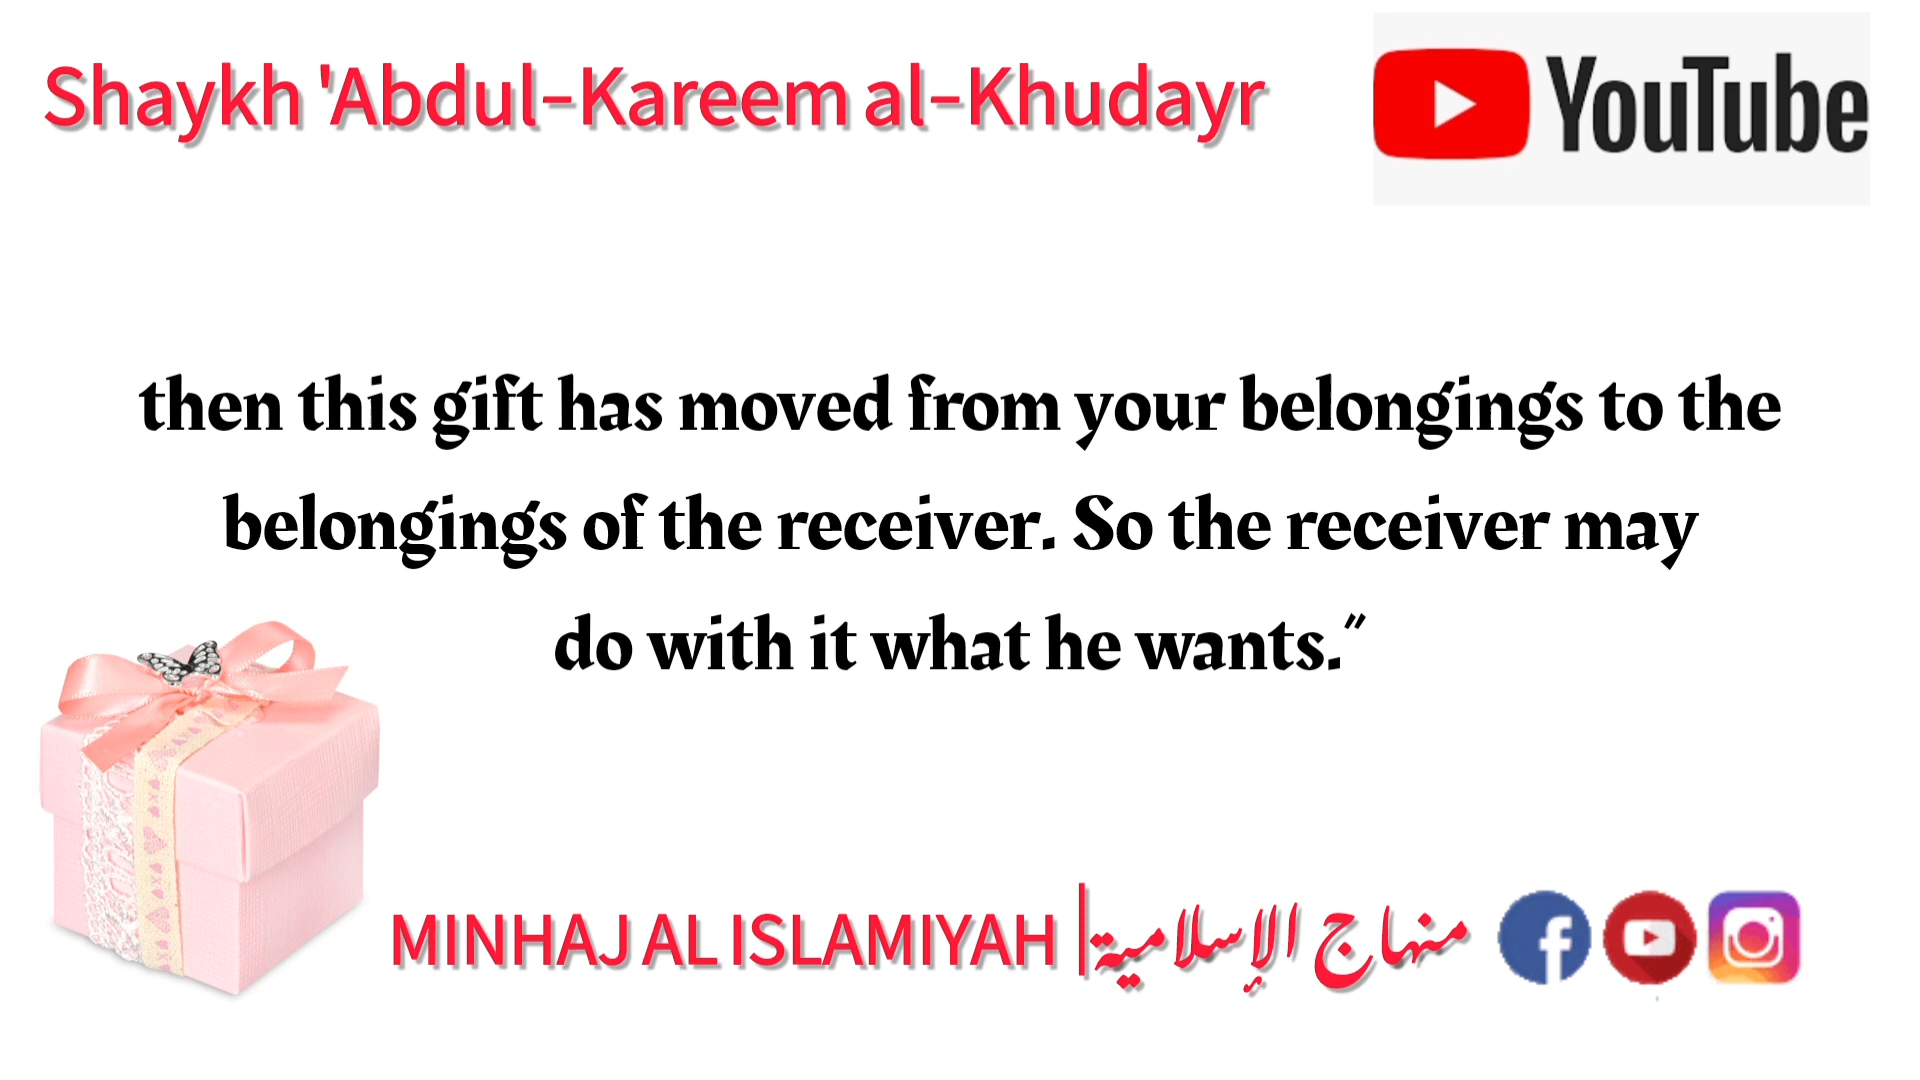 Shaykh 'Abdul-Kareem al-Khudayr
YouTube
then this gift has moved from your belongings to the
belongings of the receiver. So the receiver may
do with it what he wants."
MINHAJ AL ISLAMIYAH | منهاج الإسلامية